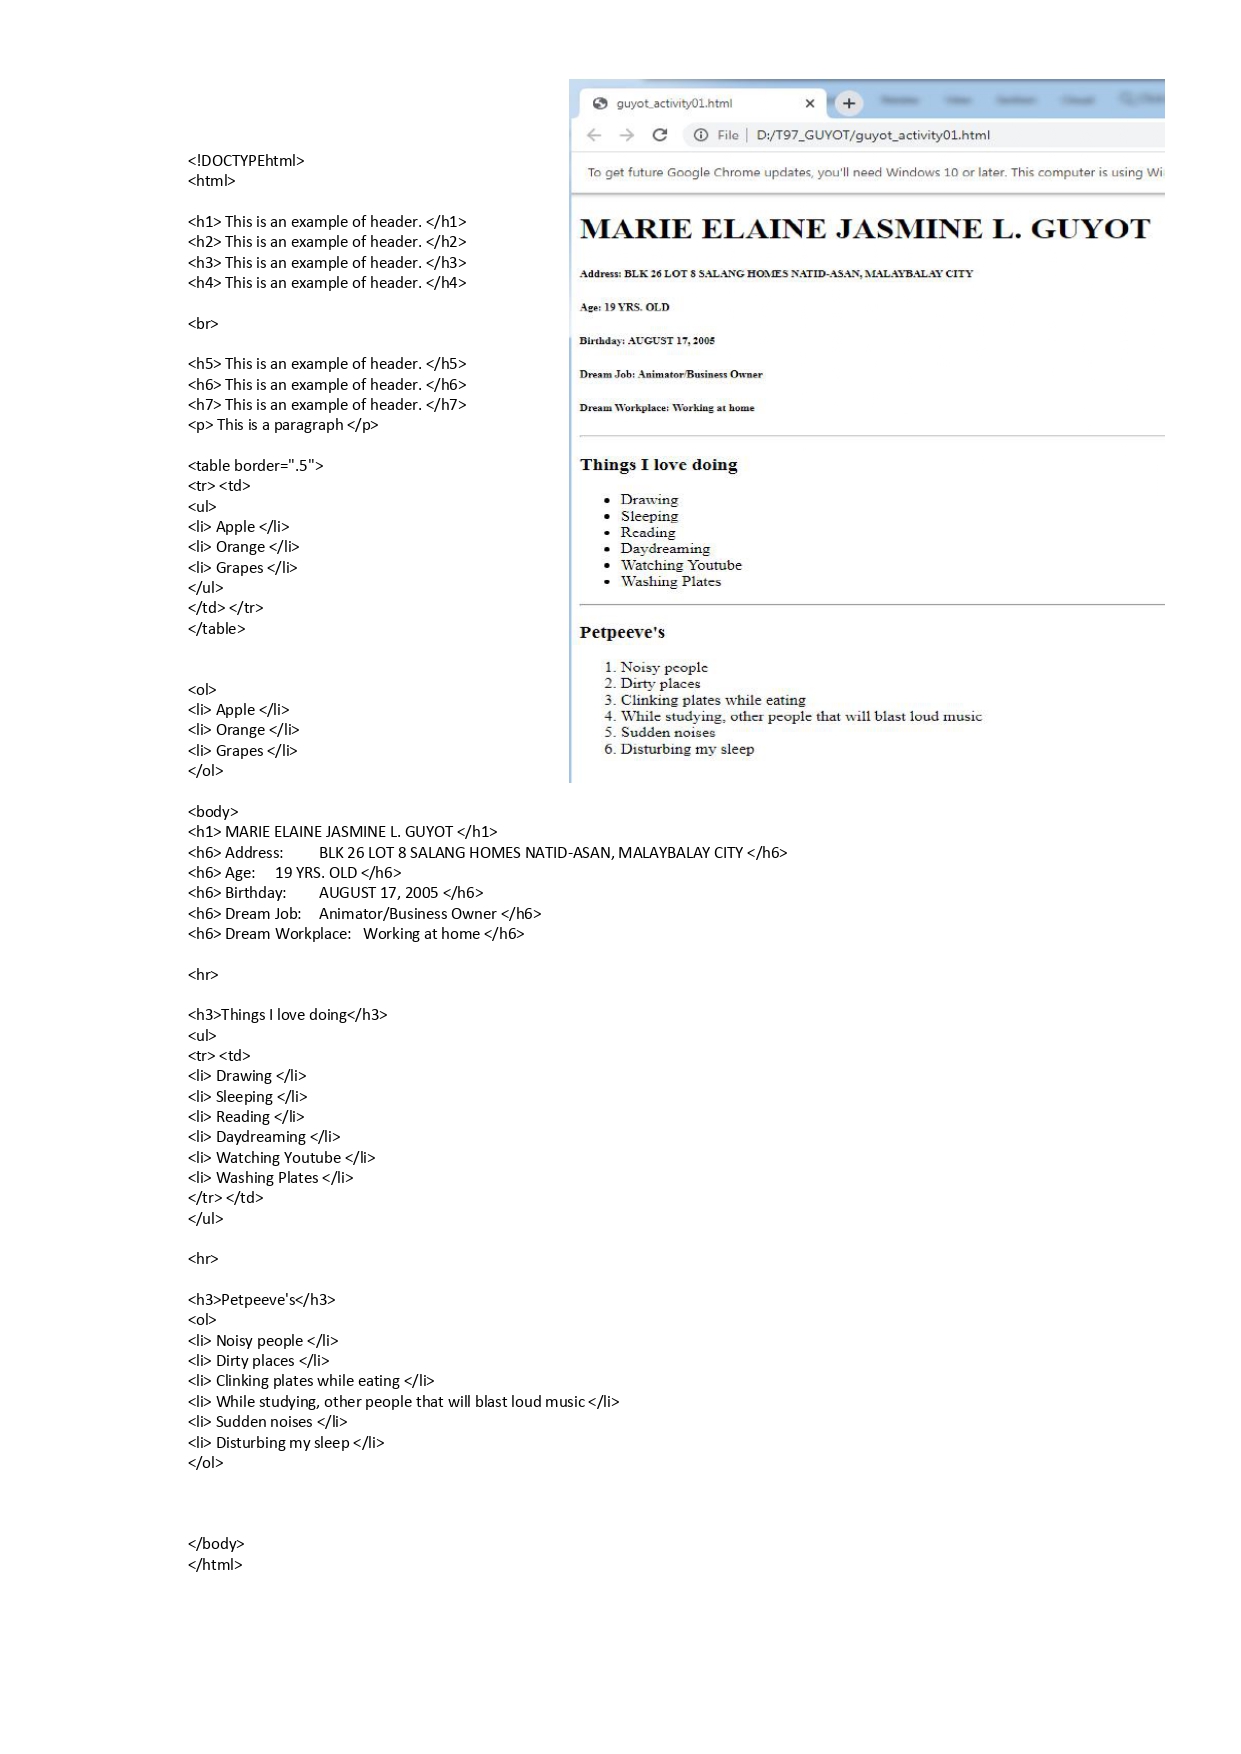 <!DOCTYPEhtml>
<html>
<h1> This is an example of header. </h1>
<h2> This is an example of header. </h2>
<h3> This is an example of header. </h3>
<h4> This is an example of header. </h4>
<br>
<h5> This is an example of header. </h5>
<h6> This is an example of header. </h6>
<h7> This is an example of header. </h7>
<p> This is a paragraph </p>
<table border=".5">
<tr> <td>
<ul>
<li> Apple </li>
<li> Orange </li>
<li> Grapes </li>
</ul>
</td> </tr>
</table>
<ol>
<li> Apple </li>
<li> Orange </li>
<li> Grapes </li>
</ol>
guyot_activity01.html
File | D:/T97_GUYOT/guyot_activity01.html
To get future Google Chrome updates, you'll need Windows 10 or later. This computer is using Wi
MARIE ELAINE JASMINE L. GUYOT
Address: BLK 26 LOT 8 SALANG HOMES NATID-ASAN, MALAYBALAY CITY
Age: 19 YRS. OLD
Birthday: AUGUST 17, 2005
Dream Job: Animator/Business Owner
Dream Workplace: Working at home
Things I love doing
• Drawing
• Sleeping
• Reading
• Daydreaming
• Watching Youtube
• Washing Plates
Petpeeve's
1. Noisy people
2. Dirty places
3. Clinking plates while eating
4. While studying, other people that will blast loud music
5. Sudden noises
6. Disturbing my sleep
<body>
<h1> MARIE ELAINE JASMINE L. GUYOT </h1>
<h6> Address: BLK 26 LOT 8 SALANG HOMES NATID-ASAN, MALAYBALAY CITY </h6>
<h6> Age: 19 YRS. OLD </h6>
<h6> Birthday: AUGUST 17, 2005 </h6>
<h6> Dream Job: Animator/Business Owner </h6>
<h6> Dream Workplace: Working at home </h6>
<hr>
<h3>Things I love doing</h3>
<ul>
<tr> <td>
<li> Drawing </li>
<li> Sleeping </li>
<li> Reading </li>
<li> Daydreaming </li>
<li> Watching Youtube </li>
<li> Washing Plates </li>
</tr> </td>
</ul>
<hr>
<h3>Petpeeve's</h3>
<ol>
<li> Noisy people </li>
<li> Dirty places </li>
<li> Clinking plates while eating </li>
<li> While studying, other people that will blast loud music </li>
<li> Sudden noises </li>
<li> Disturbing my sleep </li>
</ol>
</body>
</html>